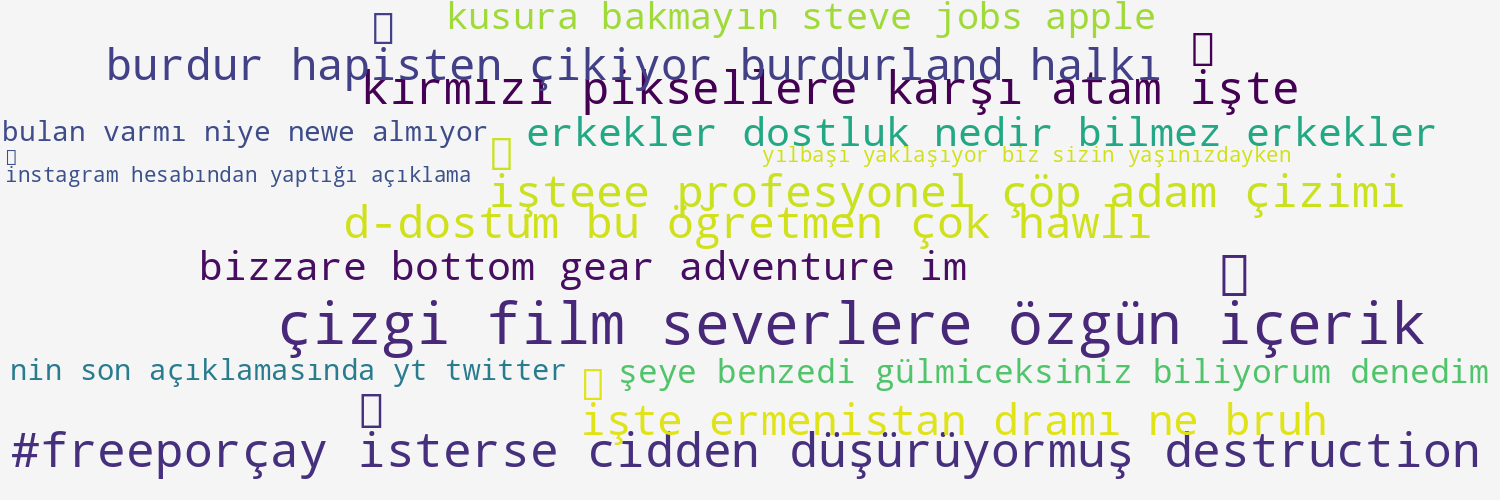 kusura bakmayın steve jobs apple
burdur hapisten çikiyor burdurland halkı
kırmızı piksellere karşı atam işte
bulan varmı niye newe almıyor
erkekler dostluk nedir bilmez erkekler
yılbaşı yaklaşıyor biz sizin yaşınızdayken
instagram hesabından yaptığı açıklama
işteee profesyonel çöp adam çizimi
d-dostum bu öğretmen çok hawlı
bizzare bottom gear adventure im
çizgi film severlere özgün içerik
nin son açıklamasında yt twitter
şeye benzedi gülmiceksiniz biliyorum denedim
işte ermenistan dramı ne bruh
#freeporçay isterse cidden düşürüyormuş destruction